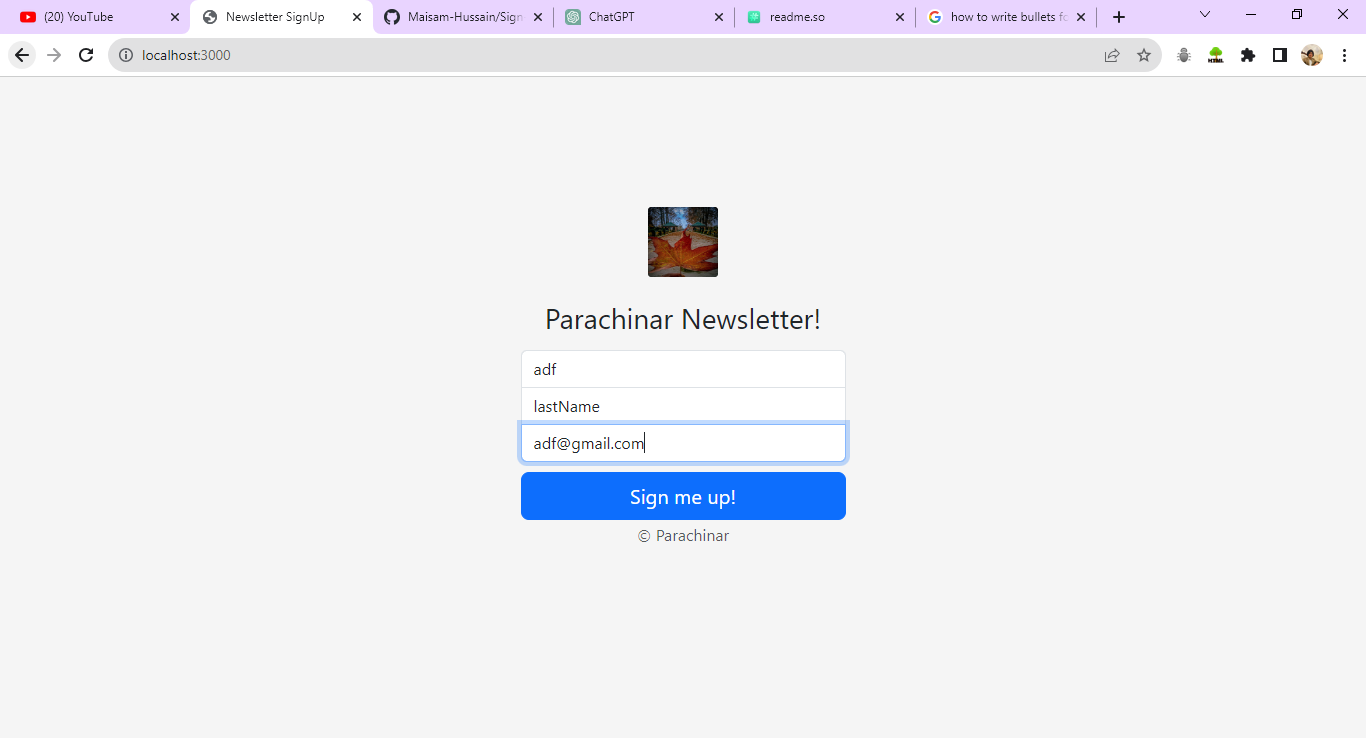 (20) YouTube
Newsletter SignUp
Maisam-Hussain/Sign
ChatGPT
readme.so
how to write bullets fo
localhost:3000
HTML
Parachinar Newsletter!
adf
lastName
adf@gmail.com
Sign me up!
© Parachinar